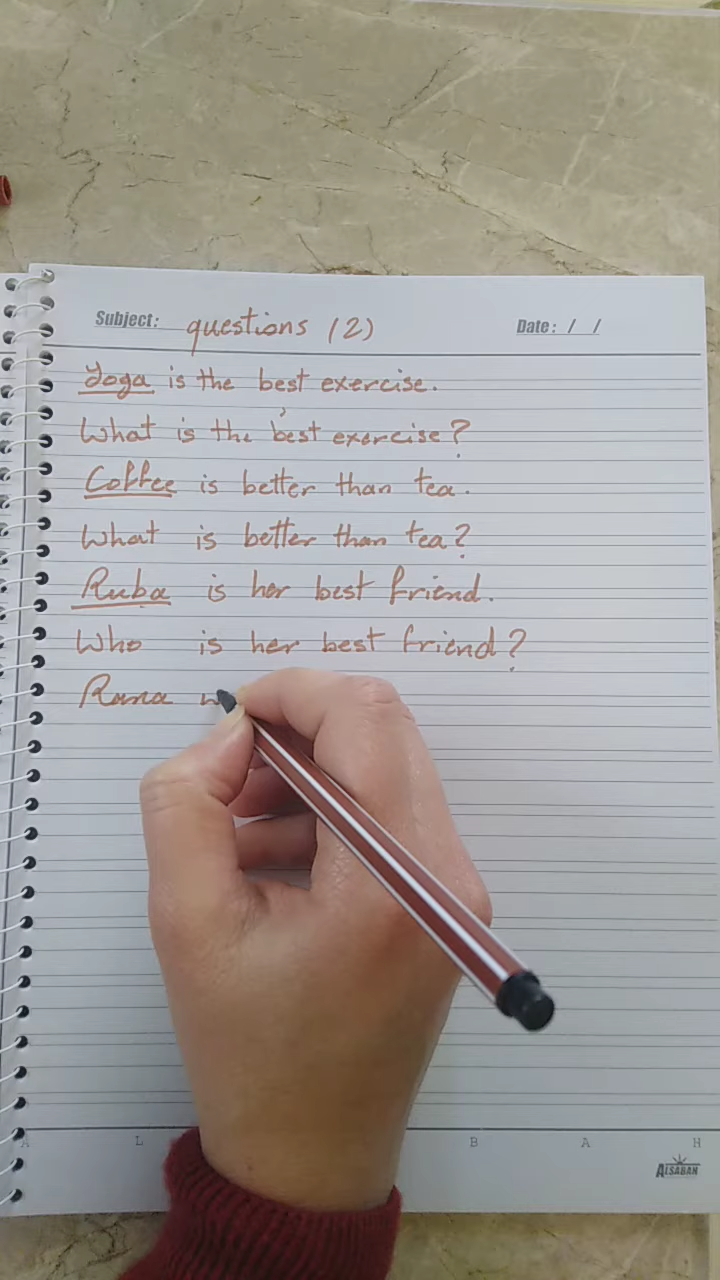 Subject: questions (2)
Date: / /
Yoga is the best exercise.
What is the best exercise?
Coffee is better than tea.
What is better than tea?
Ruba is her best friend.
Who is her best friend?
Rana w
L B A H
ALSABAH